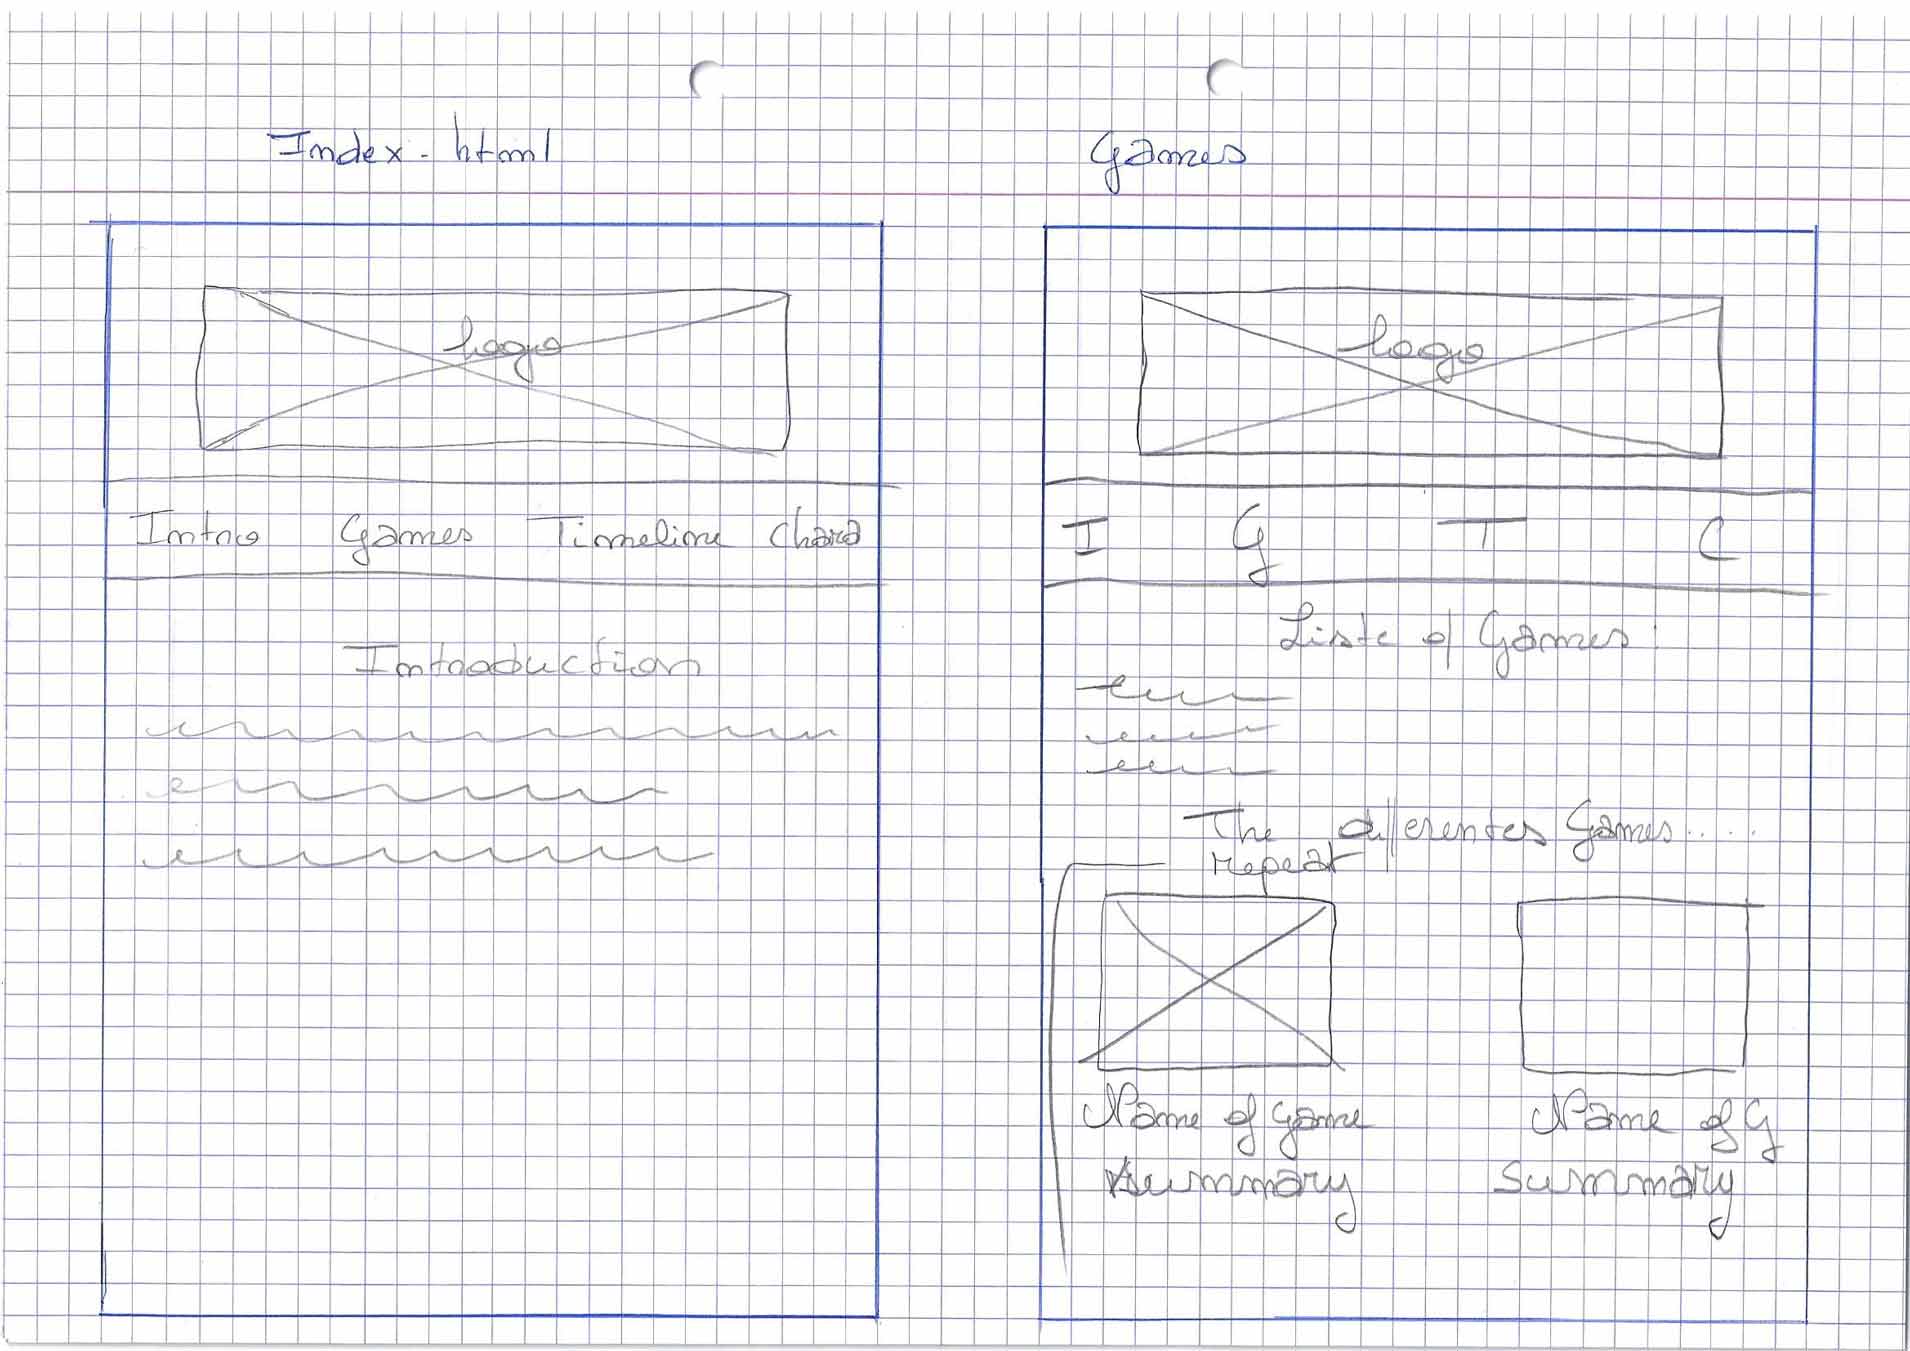 Index.html
Logo
Intro Games Timeline Chara
Introduction
Games
Logo
I G T C
Liste of Games:
The differentes Games.....
repeat
Name of game
summary
Name of G
summary